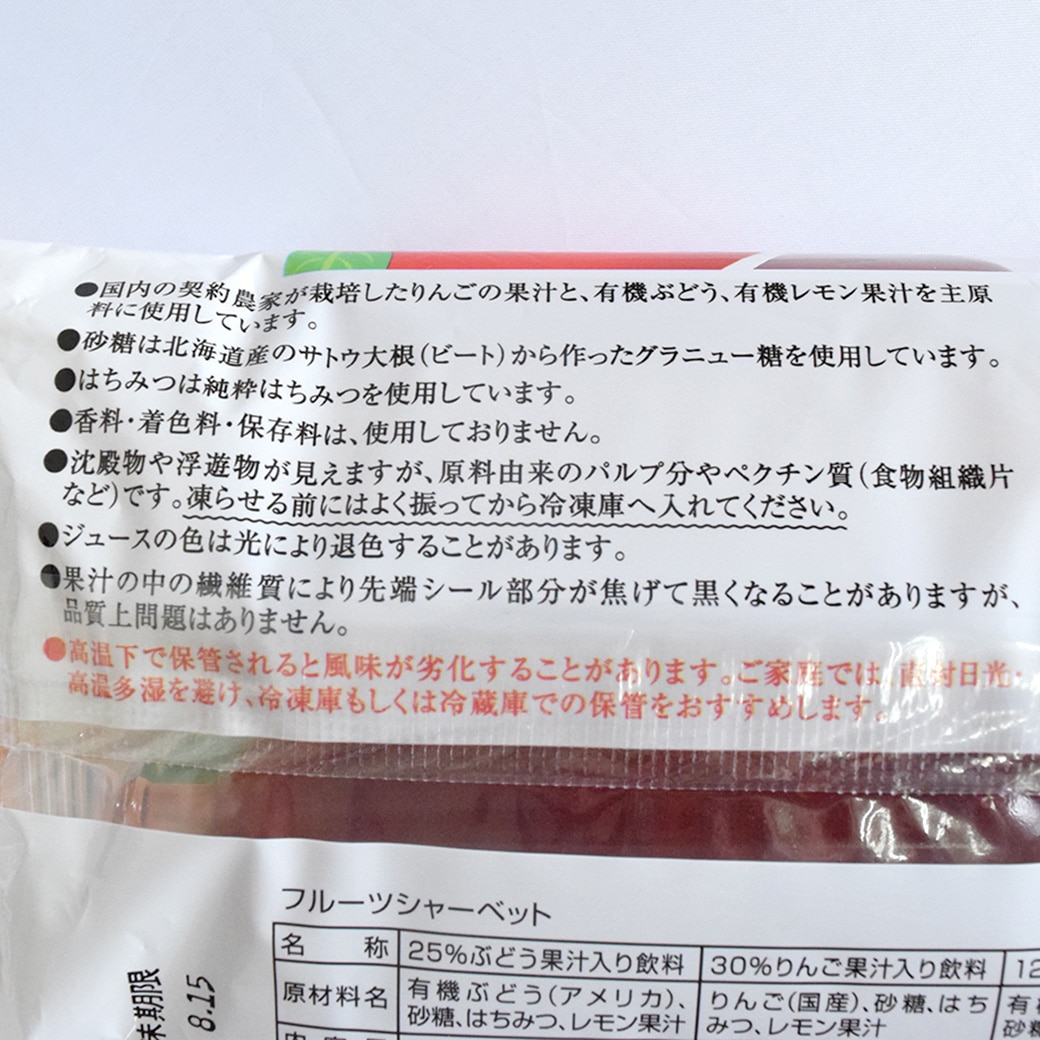 ●国内の契約農家が栽培したりんごの果汁と、有機ぶどう、有機レモン果汁を主原
料に使用しています。
●砂糖は北海道産のサトウ大根(ビート)から作ったグラニュー糖を使用しています。
●はちみつは純粋はちみつを使用しています。
●香料・着色料・保存料は、使用しておりません。
●沈殿物や浮遊物が見えますが、原料由来のパルプ分やペクチン質(食物組織片
など)です。凍らせる前にはよく振ってから冷凍庫へ入れてください。
●ジュースの色は光により退色することがあります。
●果汁の中の繊維質により先端シール部分が焦げて黒くなることがありますが、
品質上問題はありません。
●高温下で保管されると風味が劣化することがあります。ご家庭では、直射日光・
高温多湿を避け、冷凍庫もしくは冷蔵庫での保管をおすすめします。
フルーツシャーベット
名称 25%ぶどう果汁入り飲料 30%りんご果汁入り飲料 12
原材料名 有機ぶどう(アメリカ)、 りんご(国産)、砂糖、はち 有
砂糖、はちみつ、レモン果汁 みつ、レモン果汁 砂糖
末期限
8.15